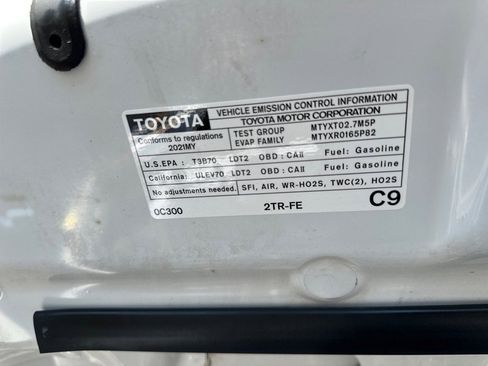 TOYOTA
VEHICLE EMISSION CONTROL INFORMATION
TOYOTA MOTOR CORPORATION
Conforms to regulations
2021MY
TEST GROUP MTYXT02.7M5P
EVAP FAMILY MTYXR0165P82
U.S.EPA : T3B70 LDT2 OBD : CAII Fuel: Gasoline
California: ULEV70 LDT2 OBD : CAII Fuel: Gasoline
No adjustments needed. SFI, AIR, WR-HO2S, TWC(2), HO2S
0C300 2TR-FE C9